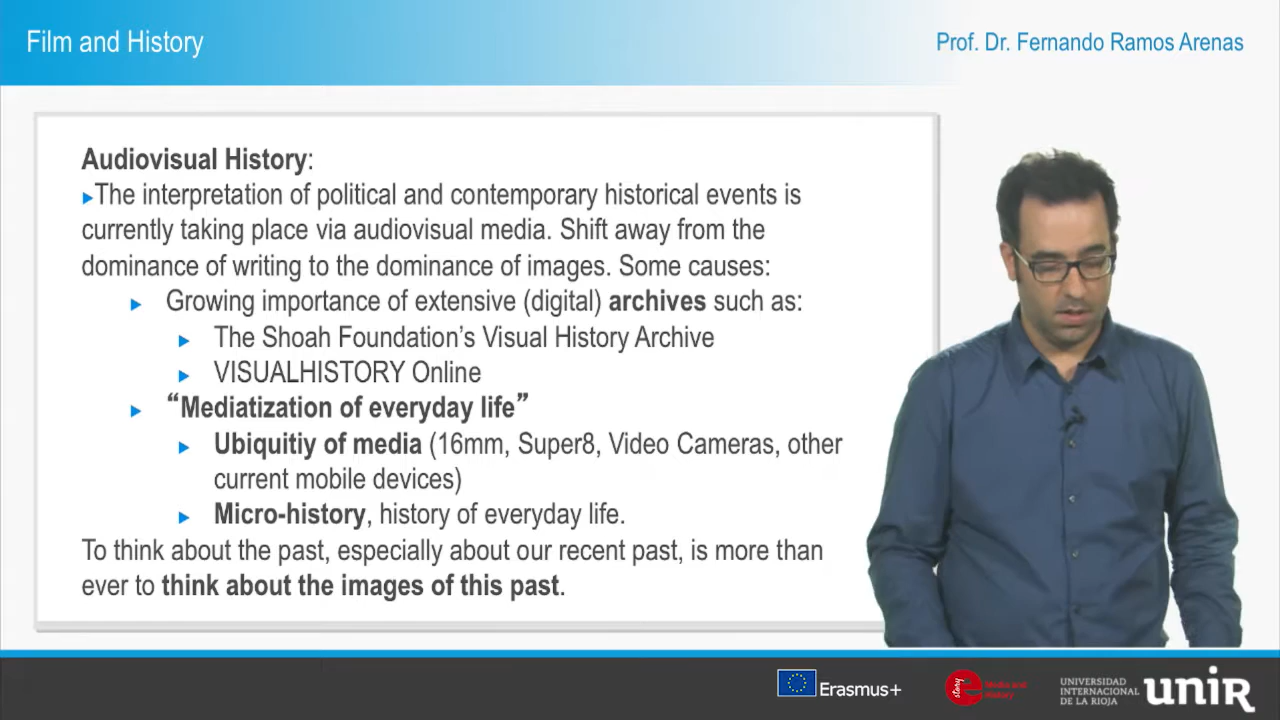 Film and History
Prof. Dr. Fernando Ramos Arenas
Audiovisual History:
▸The interpretation of political and contemporary historical events is
currently taking place via audiovisual media. Shift away from the
dominance of writing to the dominance of images. Some causes:
▸ Growing importance of extensive (digital) archives such as:
▸ The Shoah Foundation’s Visual History Archive
▸ VISUALHISTORY Online
▸ “Mediatization of everyday life”
▸ Ubiquitiy of media (16mm, Super8, Video Cameras, other
current mobile devices)
▸ Micro-history, history of everyday life.
To think about the past, especially about our recent past, is more than
ever to think about the images of this past.
Erasmus+
story
Media and
History
UNIVERSIDAD
INTERNACIONAL
DE LA RIOJA
unir